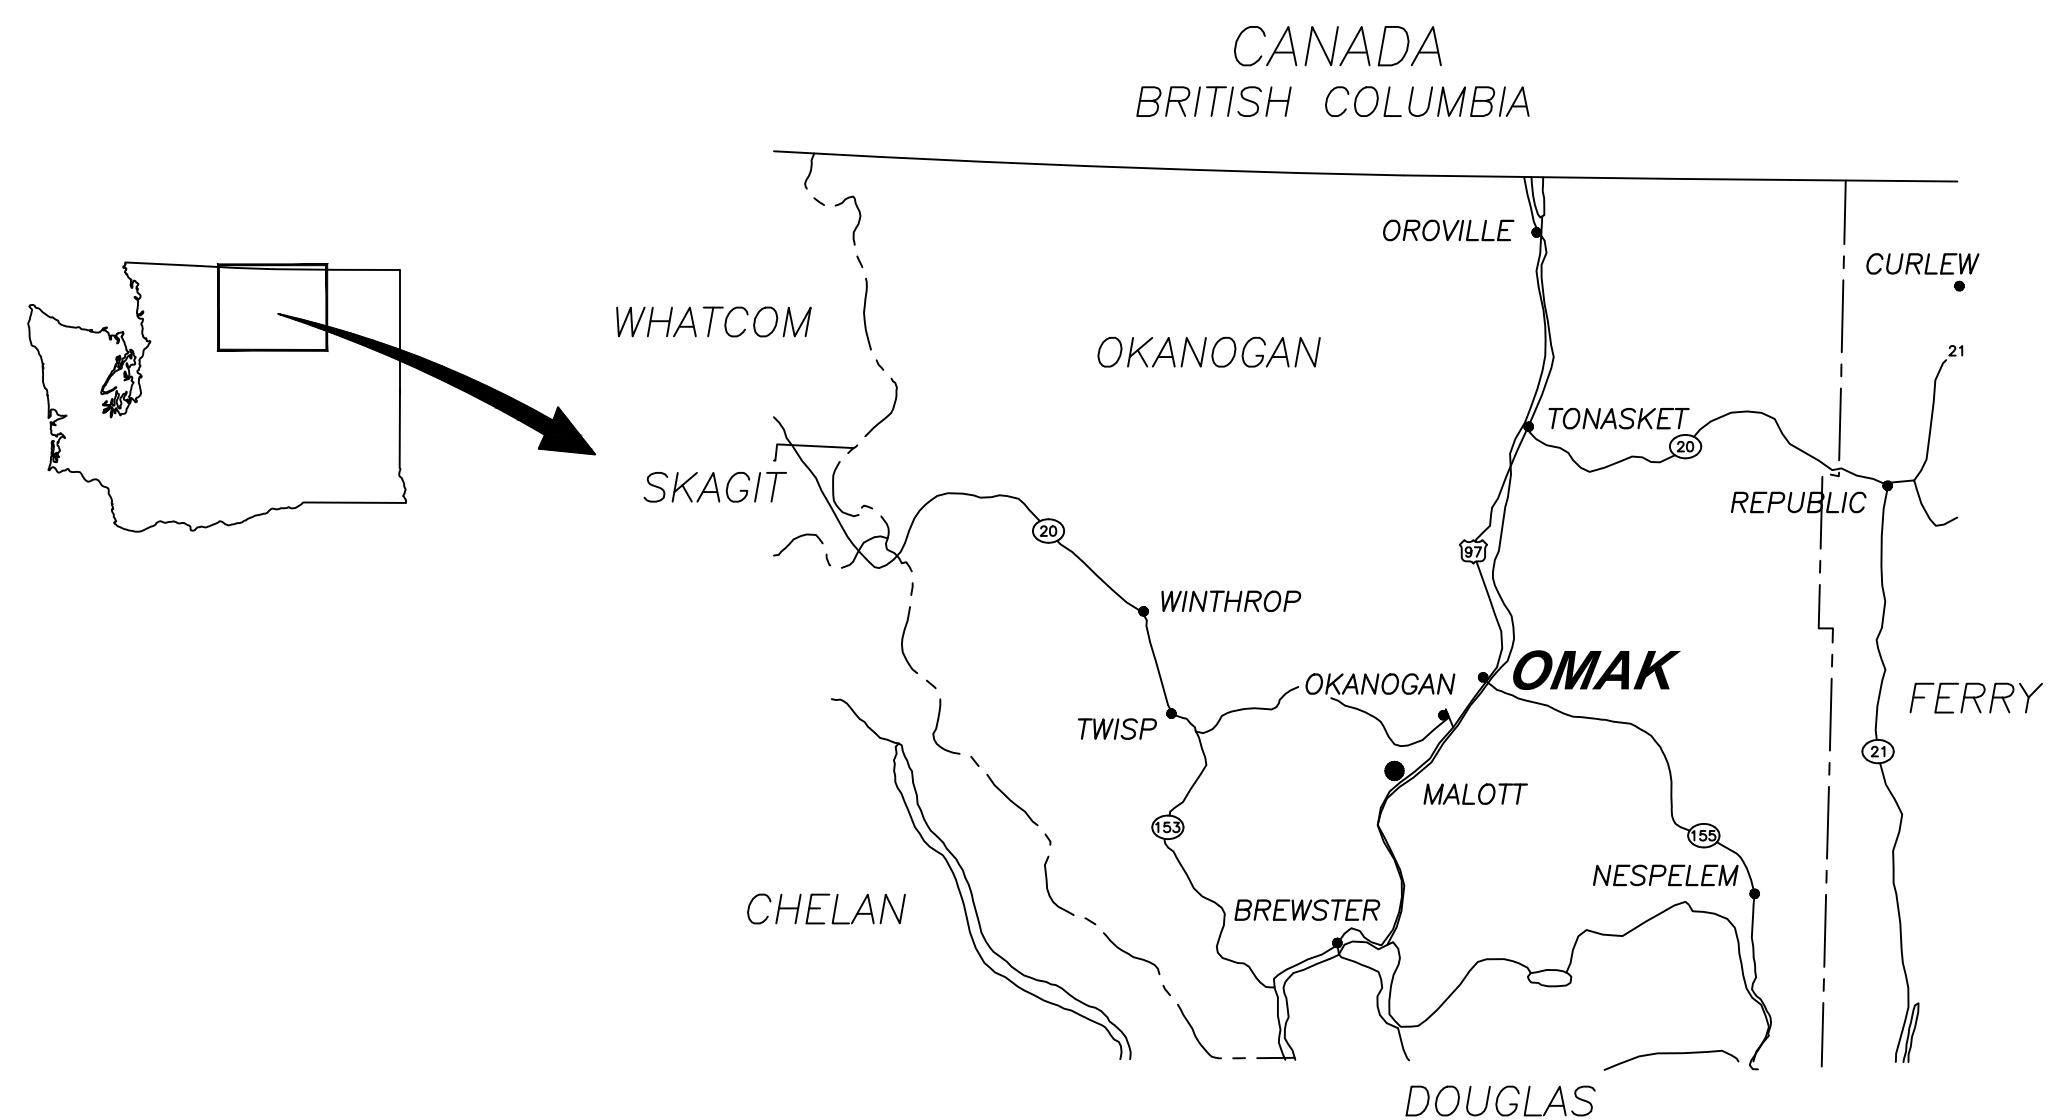 CANADA
BRITISH COLUMBIA
OROVILLE
CURLEW
WHATCOM
OKANOGAN
21
TONASKET
20
SKAGIT
REPUBLIC
20
97
WINTHROP
OMAK
OKANOGAN
FERRY
TWISP
21
MALOTT
153
155
NESPELEM
CHELAN
BREWSTER
DOUGLAS